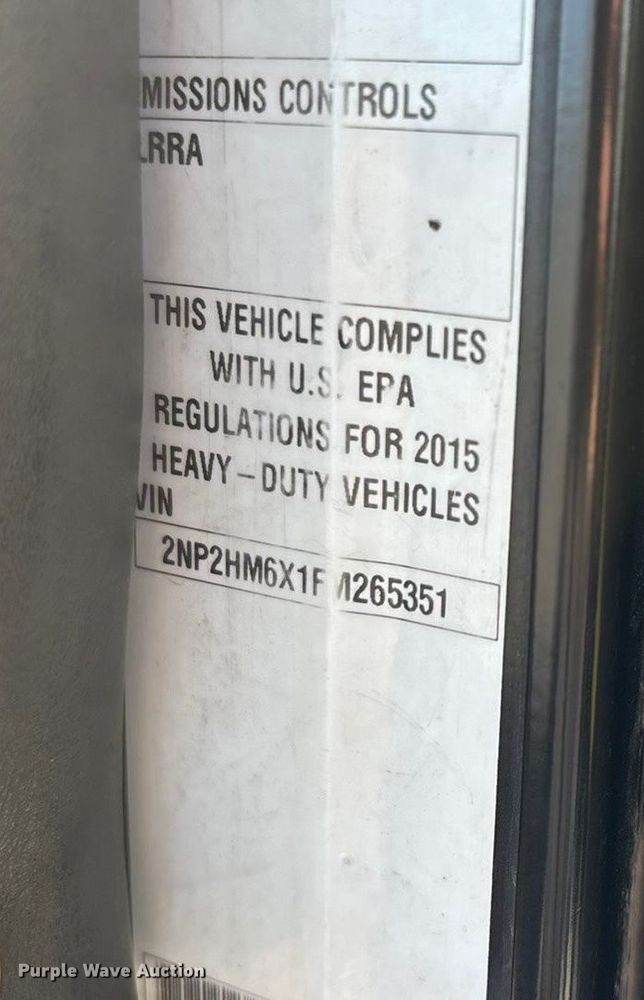 MISSIONS CONTROLS
LRRA
THIS VEHICLE COMPLIES
WITH U.S. EPA
REGULATIONS FOR 2015
HEAVY-DUTY VEHICLES
VIN
2NP2HM6X1FM265351
Purple Wave Auction